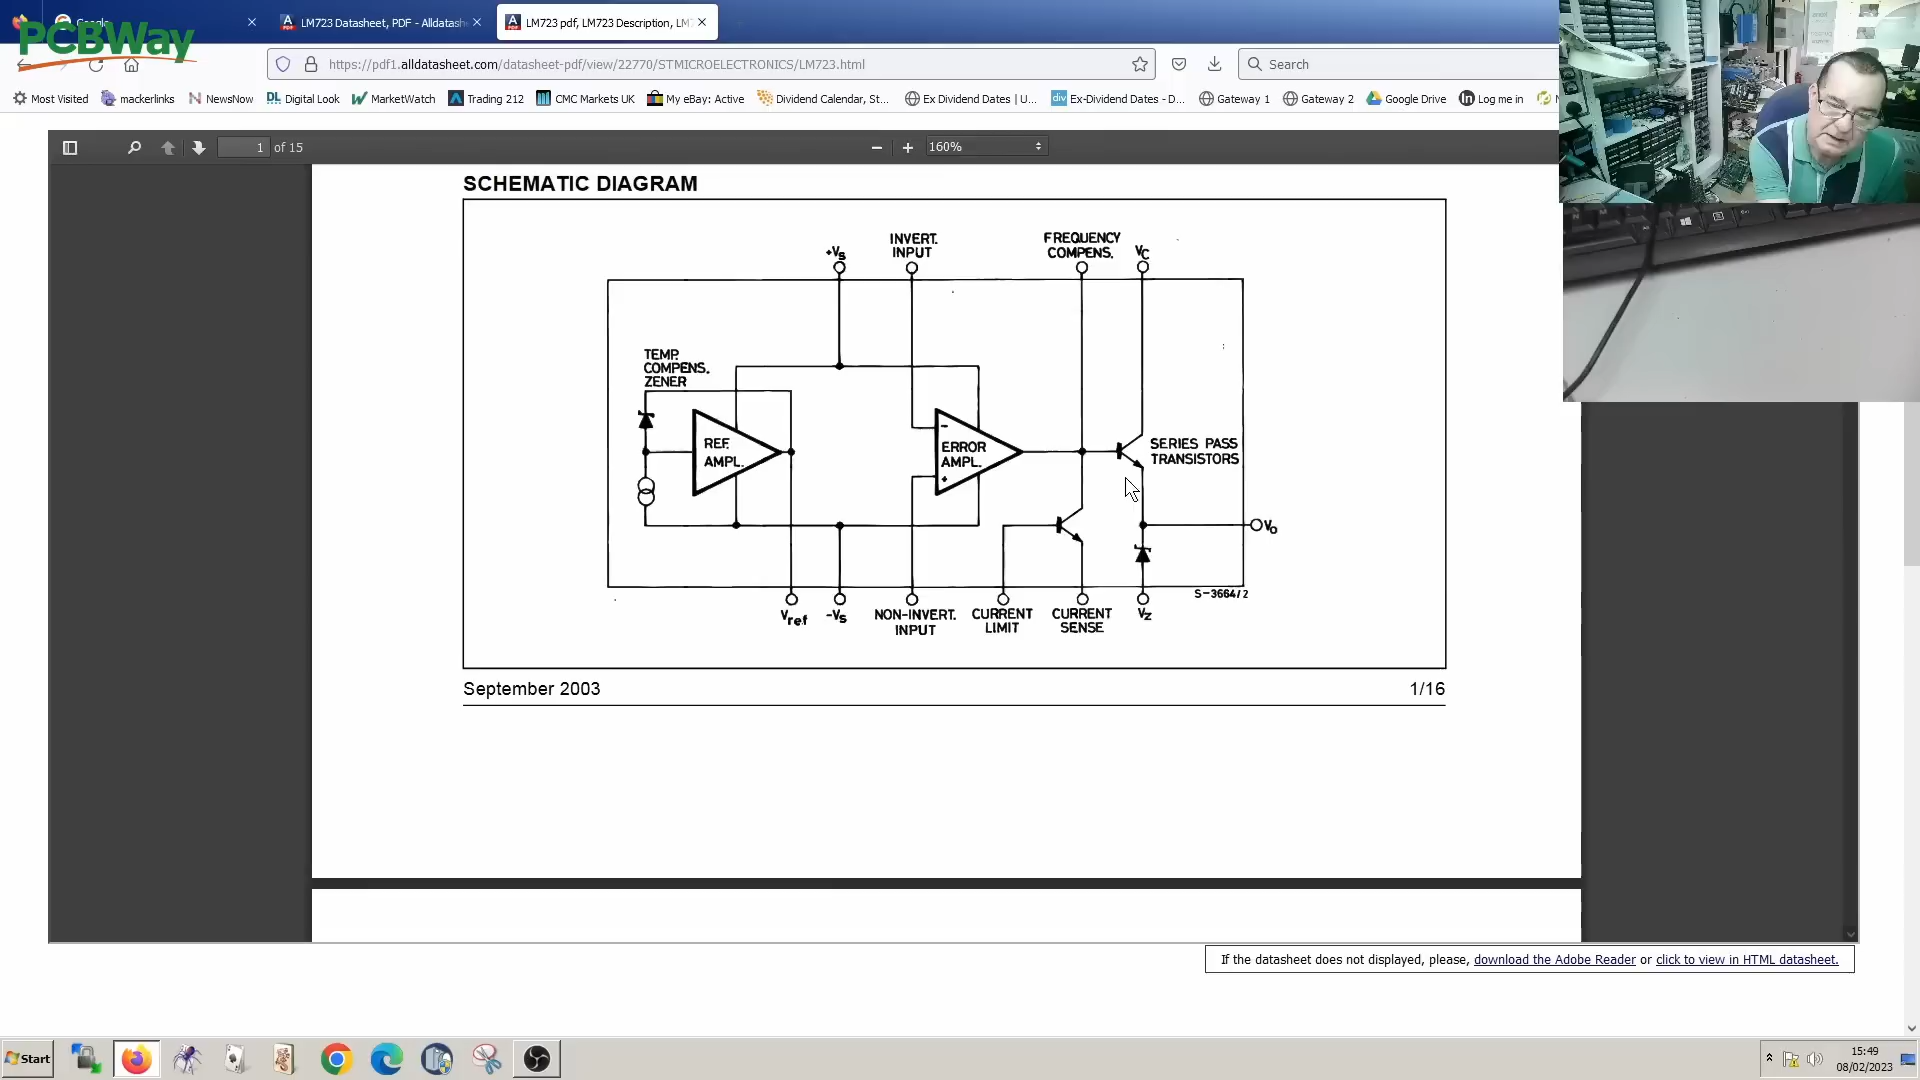 Google
LM723 Datasheet, PDF - Alldatash
LM723 pdf, LM723 Description, LM7
PCBWay
https://pdf1.alldatasheet.com/datasheet-pdf/view/22770/STMICROELECTRONICS/LM723.html
Search
Most Visited
mackerlinks
NewsNow
Digital Look
MarketWatch
Trading 212
CMC Markets UK
My eBay: Active
Dividend Calendar, St...
Ex Dividend Dates | U...
Ex-Dividend Dates - D...
Gateway 1
Gateway 2
Google Drive
Log me in
1 of 15
160%
SCHEMATIC DIAGRAM
+Vs
INVERT.
INPUT
FREQUENCY
COMPENS.
VC
TEMP.
COMPENS.
ZENER
REF.
AMPL.
-
ERROR
AMPL.
+
SERIES PASS
TRANSISTORS
Vo
S-3664/2
Vref
-Vs
NON-INVERT.
INPUT
CURRENT
LIMIT
CURRENT
SENSE
Vz
September 2003
1/16
If the datasheet does not displayed, please, download the Adobe Reader or click to view in HTML datasheet.
Start
15:49
08/02/2023